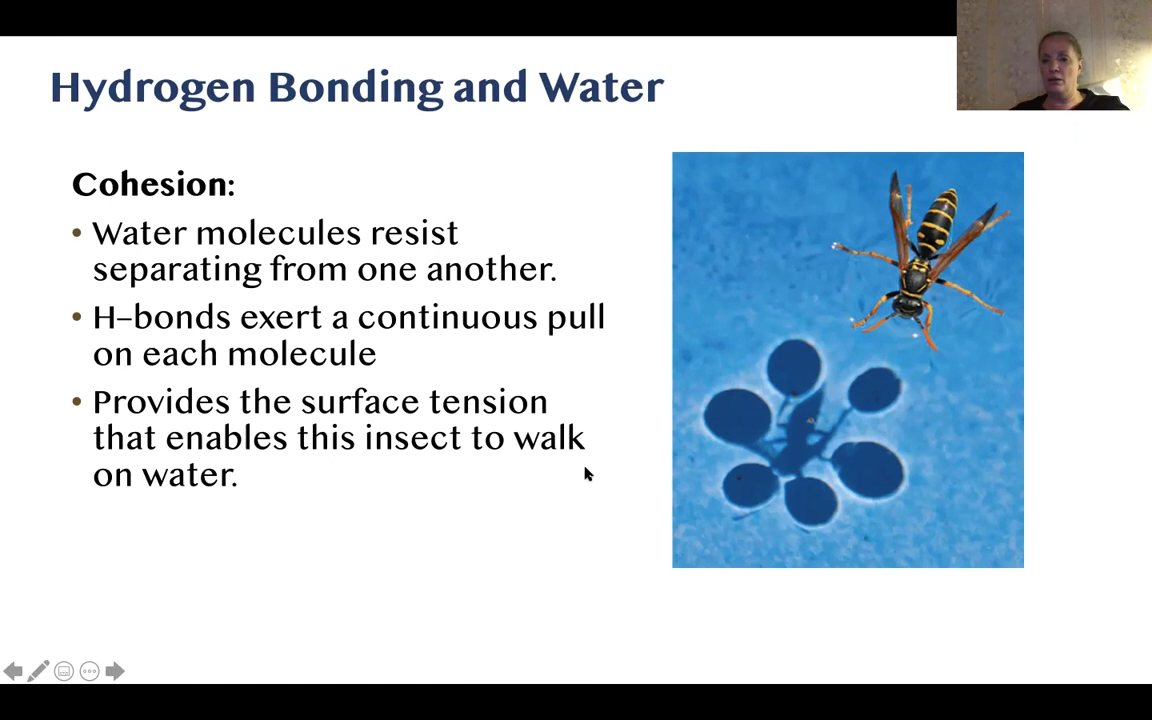 Hydrogen Bonding and Water
Cohesion:
• Water molecules resist
separating from one another.
• H–bonds exert a continuous pull
on each molecule
• Provides the surface tension
that enables this insect to walk
on water.